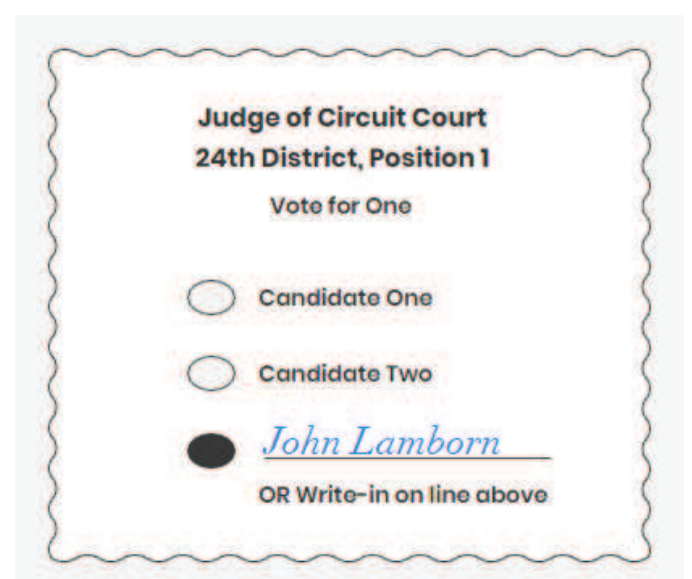 Judge of Circuit Court
24th District, Position 1
Vote for One
Candidate One
Candidate Two
John Lamborn
OR Write-in on line above